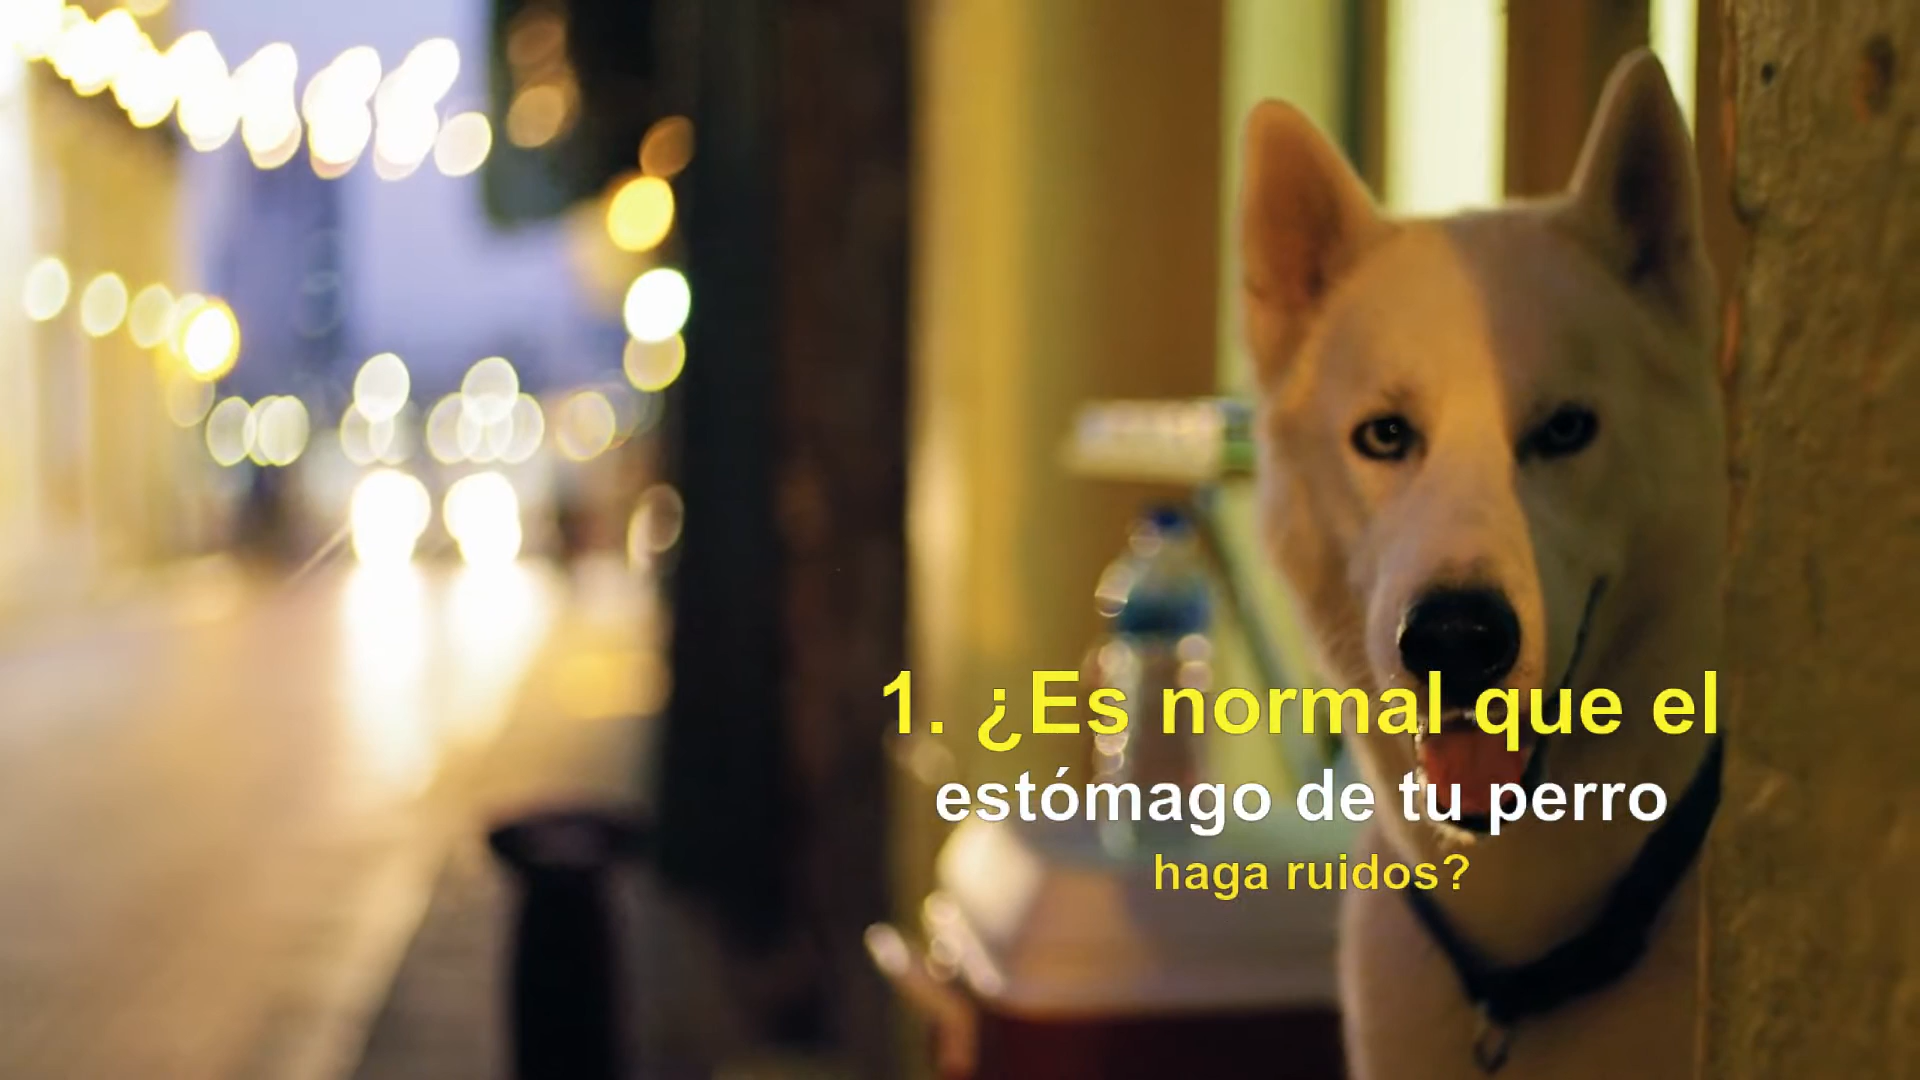 1. ¿Es normal que el
estómago de tu perro
haga ruidos?